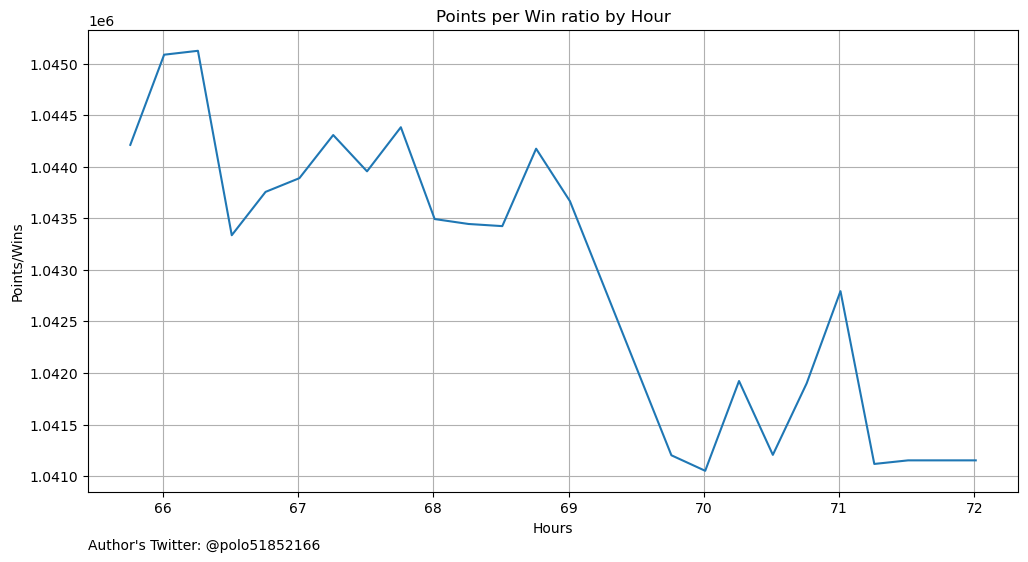 Points per Win ratio by Hour
1e6
1.0450
1.0445
1.0440
1.0435
1.0430
1.0425
1.0420
1.0415
1.0410
Points/Wins
66 67 68 69 70 71 72
Hours
Author's Twitter: @polo51852166